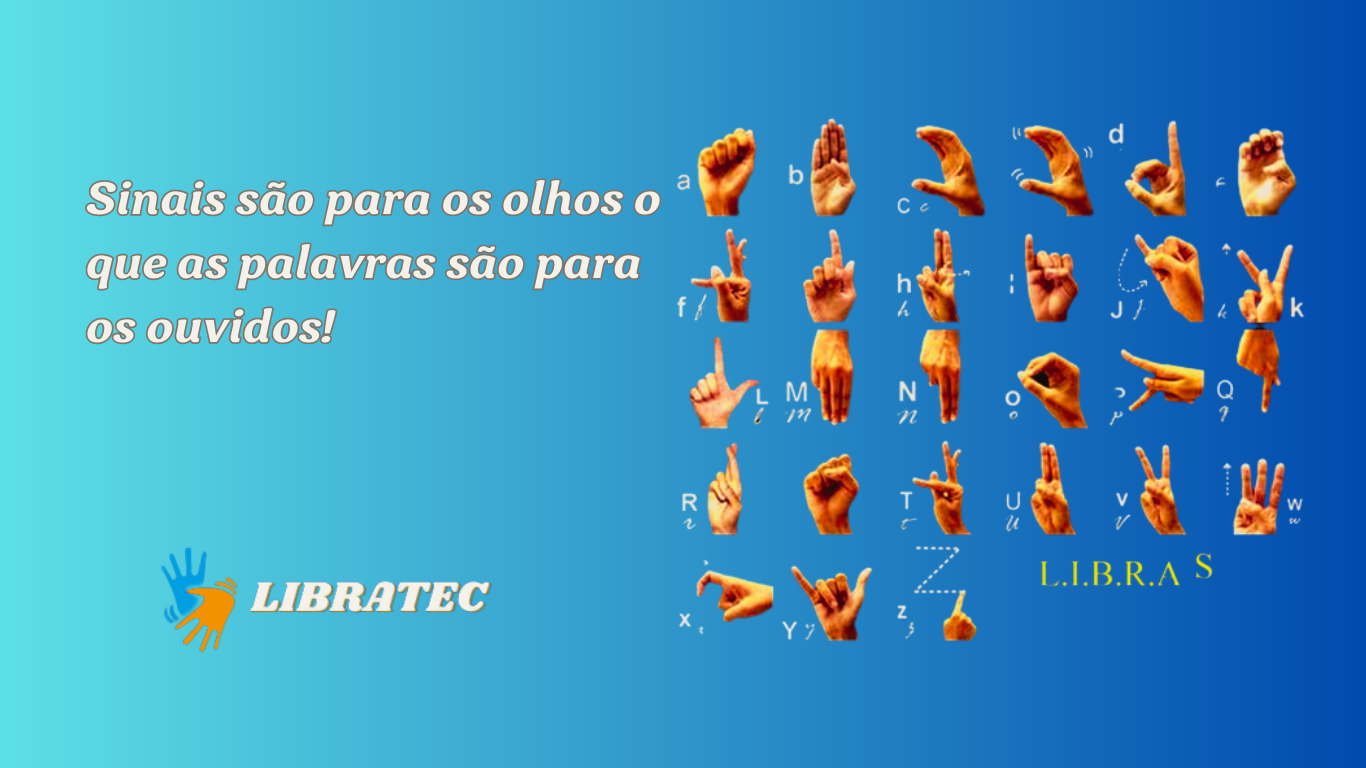 Sinais são para os olhos o
que as palavras são para
os ouvidos!
a b C c d
f f h h I J j k k
L l M m N n o o p Q q
R r T t U u v v w w
x Y y z z
L.I.B.R.A S
LIBRATEC